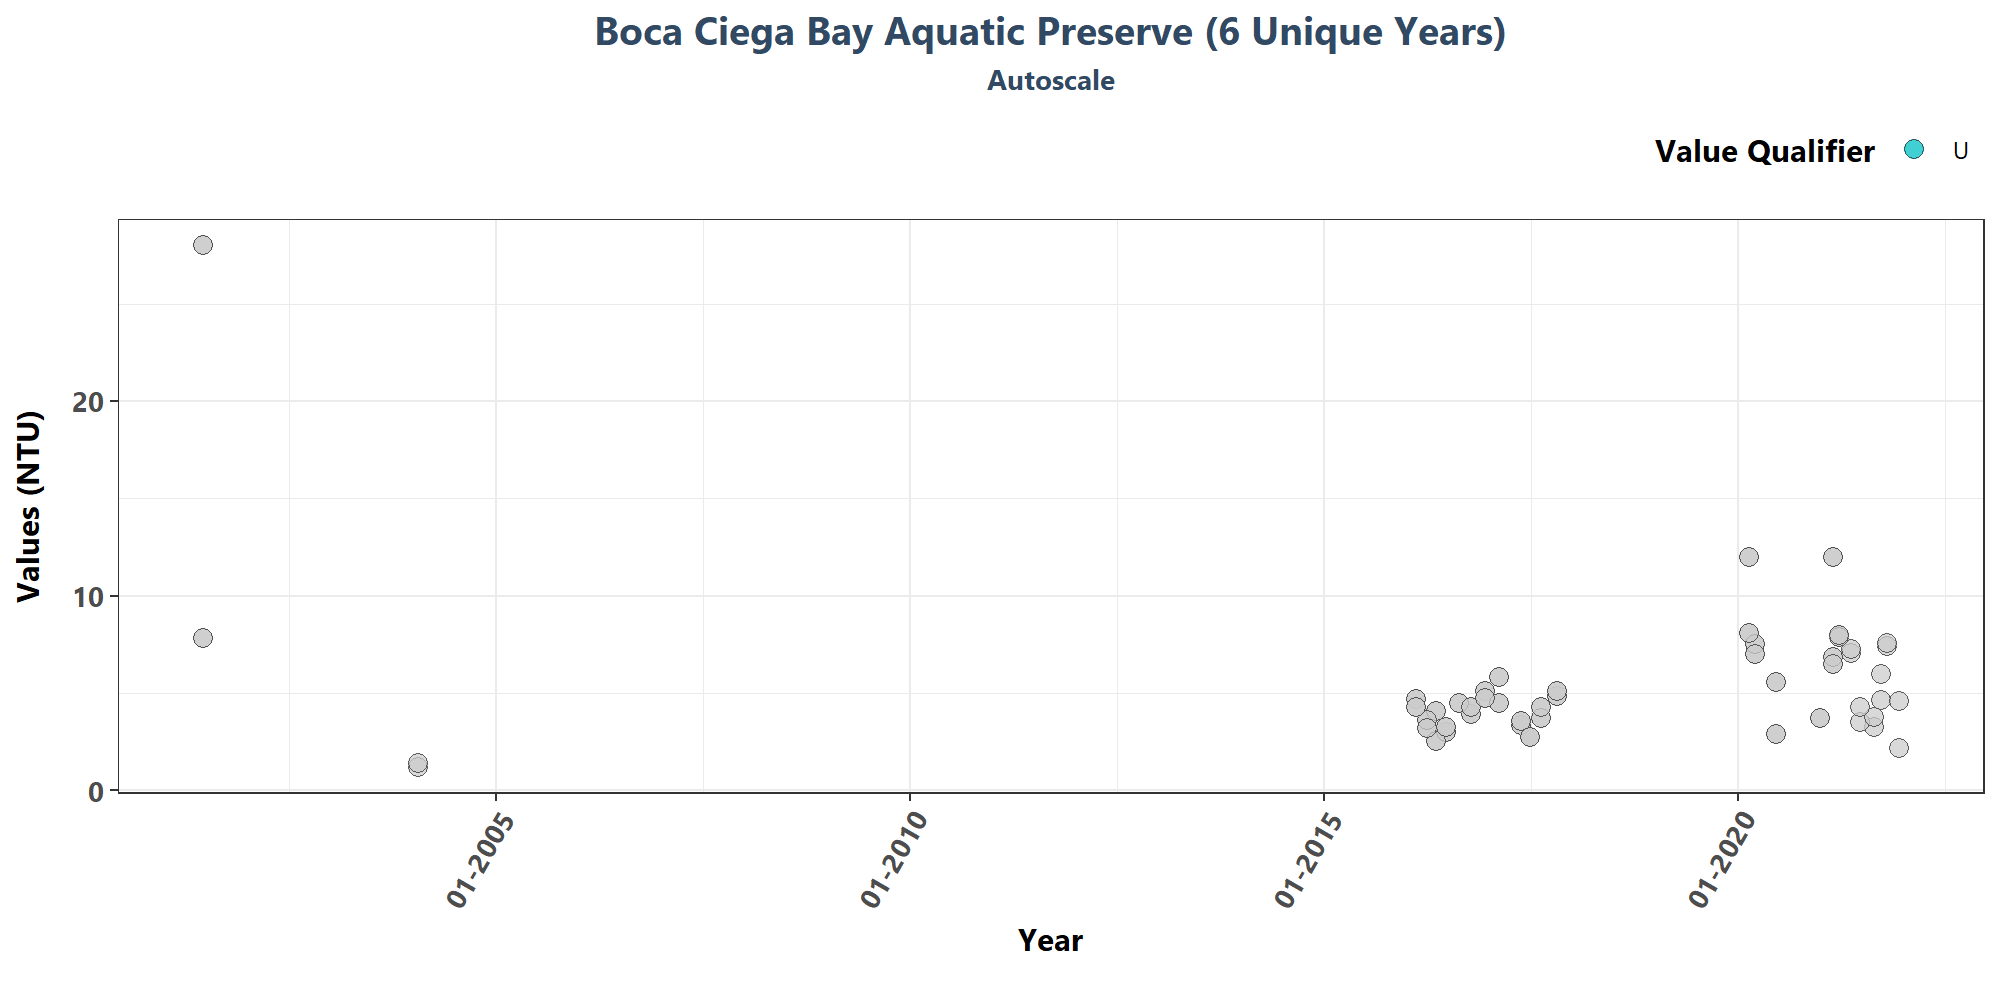 Boca Ciega Bay Aquatic Preserve (6 Unique Years)
Autoscale
Value Qualifier U
Values (NTU)
20
10
0
01-2005
01-2010
01-2015
01-2020
Year